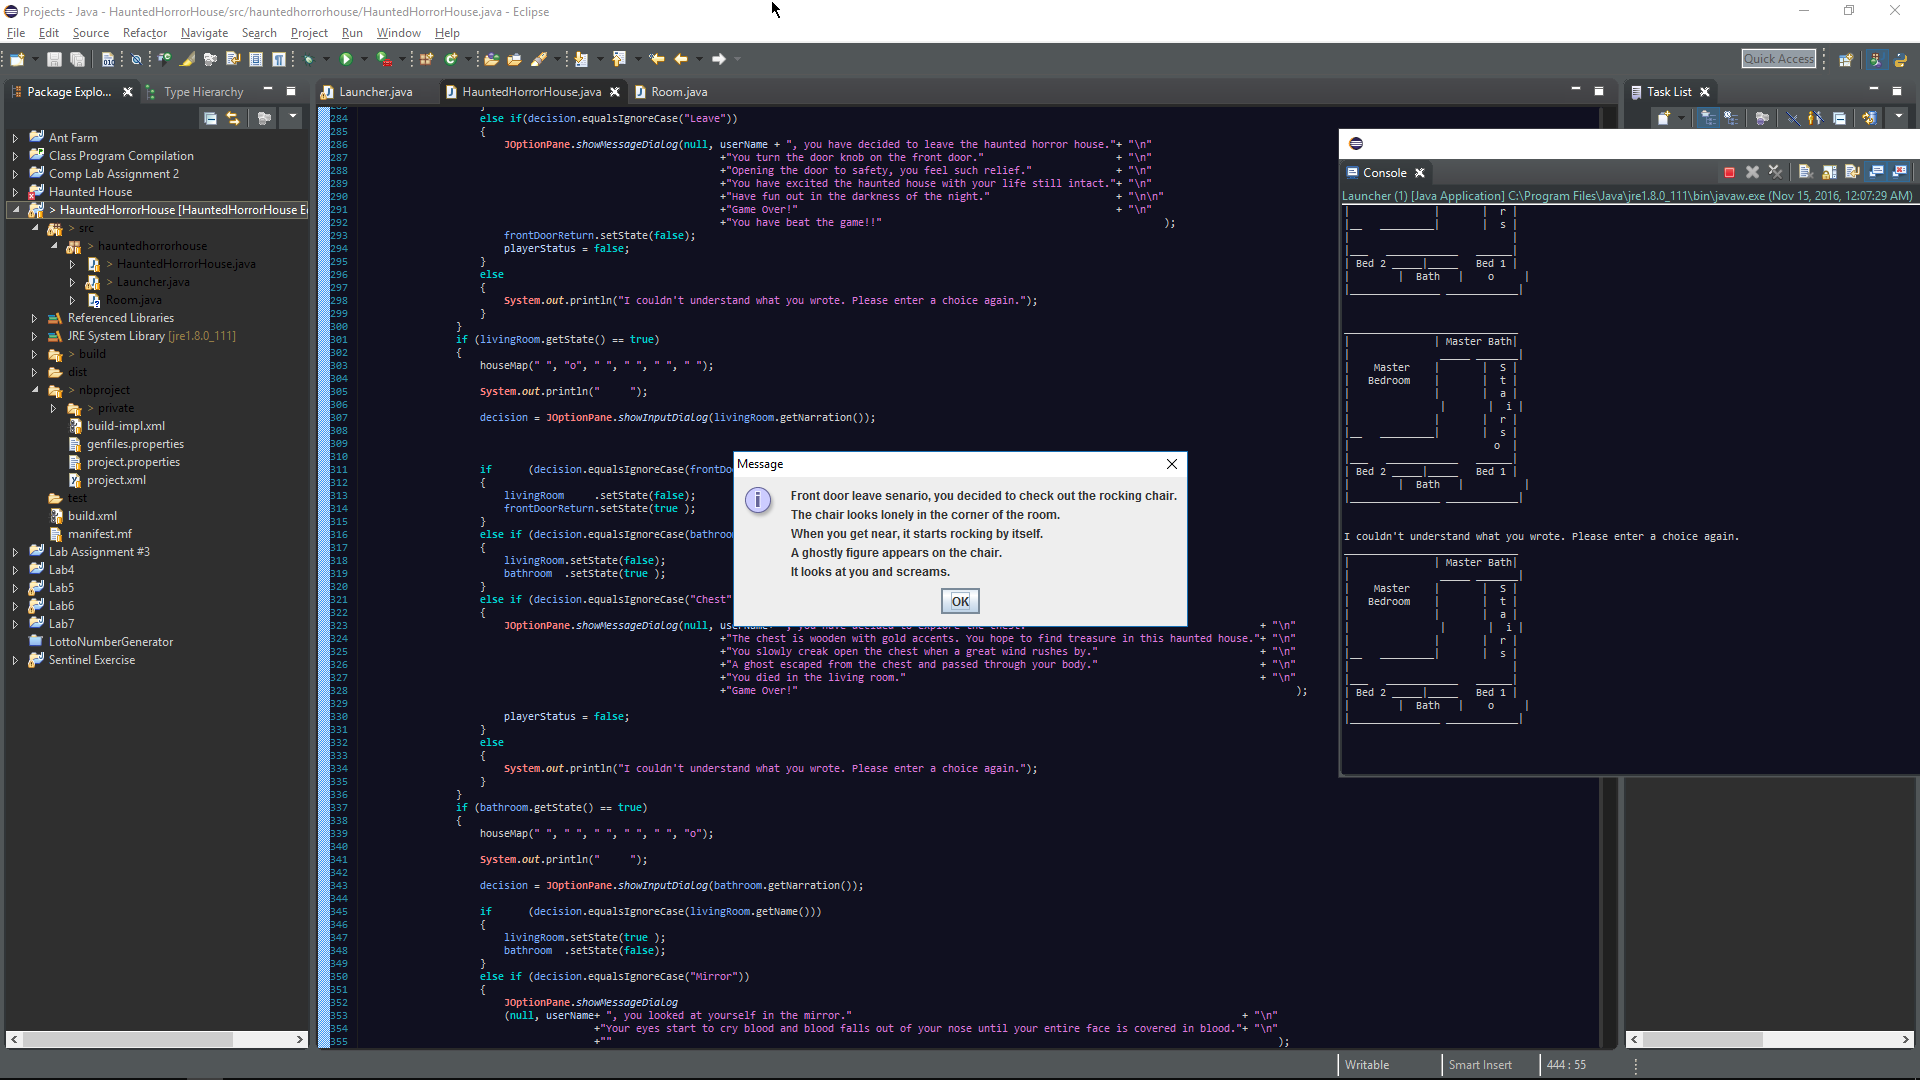 Projects - Java - HauntedHorrorHouse/src/hauntedhorrorhouse/HauntedHorrorHouse.java - Eclipse
File Edit Source Refactor Navigate Search Project Run Window Help
Quick Access
Package Explo...
Type Hierarchy
Ant Farm
Class Program Compilation
Comp Lab Assignment 2
Haunted House
> HauntedHorrorHouse [HauntedHorrorHouse E
> src
> hauntedhorrorhouse
> HauntedHorrorHouse.java
> Launcher.java
Room.java
Referenced Libraries
JRE System Library [jre1.8.0_111]
> build
dist
> nbproject
> private
build-impl.xml
genfiles.properties
project.properties
project.xml
test
build.xml
manifest.mf
Lab Assignment #3
Lab4
Lab5
Lab6
Lab7
LottoNumberGenerator
Sentinel Exercise
Launcher.java HauntedHorrorHouse.java Room.java
283 }
284 else if(decision.equalsIgnoreCase("Leave"))
285 {
286 JOptionPane.showMessageDialog(null, userName + ", you have decided to leave the haunted horror house."+ "\n"
287 +"You turn the door knob on the front door." + "\n"
288 +"Opening the door to safety, you feel such relief." + "\n"
289 +"You have excited the haunted house with your life still intact."+ "\n"
290 +"Have fun out in the darkness of the night." + "\n\n"
291 +"Game Over!" + "\n"
292 +"You have beat the game!!" );
293 frontDoorReturn.setState(false);
294 playerStatus = false;
295 }
296 else
297 {
298 System.out.println("I couldn't understand what you wrote. Please enter a choice again.");
299 }
300 }
301 if (livingRoom.getState() == true)
302 {
303 houseMap(" ", "o", " ", " ", " ", " ");
304
305 System.out.println("     ");
306
307 decision = JOptionPane.showInputDialog(livingRoom.getNarration());
308
309
310
311 if (decision.equalsIgnoreCase(frontDo
312 {
313 livingRoom .setState(false);
314 frontDoorReturn.setState(true );
315 }
316 else if (decision.equalsIgnoreCase(bathroo
317 {
318 livingRoom.setState(false);
319 bathroom .setState(true );
320 }
321 else if (decision.equalsIgnoreCase("Chest"
322 {
323 JOptionPane.showMessageDialog(null, + "\n"
324 +"The chest is wooden with gold accents. You hope to find treasure in this haunted house."+ "\n"
325 +"You slowly creak open the chest when a great wind rushes by." + "\n"
326 +"A ghost escaped from the chest and passed through your body." + "\n"
327 +"You died in the living room." + "\n"
328 +"Game Over!" );
329
330 playerStatus = false;
331 }
332 else
333 {
334 System.out.println("I couldn't understand what you wrote. Please enter a choice again.");
335 }
336 }
337 if (bathroom.getState() == true)
338 {
339 houseMap(" ", " ", " ", " ", " ", "o");
340
341 System.out.println("     ");
342
343 decision = JOptionPane.showInputDialog(bathroom.getNarration());
344
345 if (decision.equalsIgnoreCase(livingRoom.getName()))
346 {
347 livingRoom.setState(true );
348 bathroom .setState(false);
349 }
350 else if (decision.equalsIgnoreCase("Mirror"))
351 {
352 JOptionPane.showMessageDialog
353 (null, userName+ ", you looked at yourself in the mirror." + "\n"
354 +"Your eyes start to cry blood and blood falls out of your nose until your entire face is covered in blood."+ "\n"
355 +"" );
Message
Front door leave senario, you decided to check out the rocking chair.
The chair looks lonely in the corner of the room.
When you get near, it starts rocking by itself.
A ghostly figure appears on the chair.
It looks at you and screams.
OK
Task List
Console
Launcher (1) [Java Application] C:\Program Files\Java\jre1.8.0_111\bin\javaw.exe (Nov 15, 2016, 12:07:29 AM)
r
s
Bed 2 Bed 1
Bath o
Master Bath
Master S
Bedroom t
a
i
r
s
o
Bed 2 Bed 1
Bath
I couldn't understand what you wrote. Please enter a choice again.
Master Bath
Master S
Bedroom t
a
i
r
s
Bed 2 Bed 1
Bath o
Writable Smart Insert 444 : 55